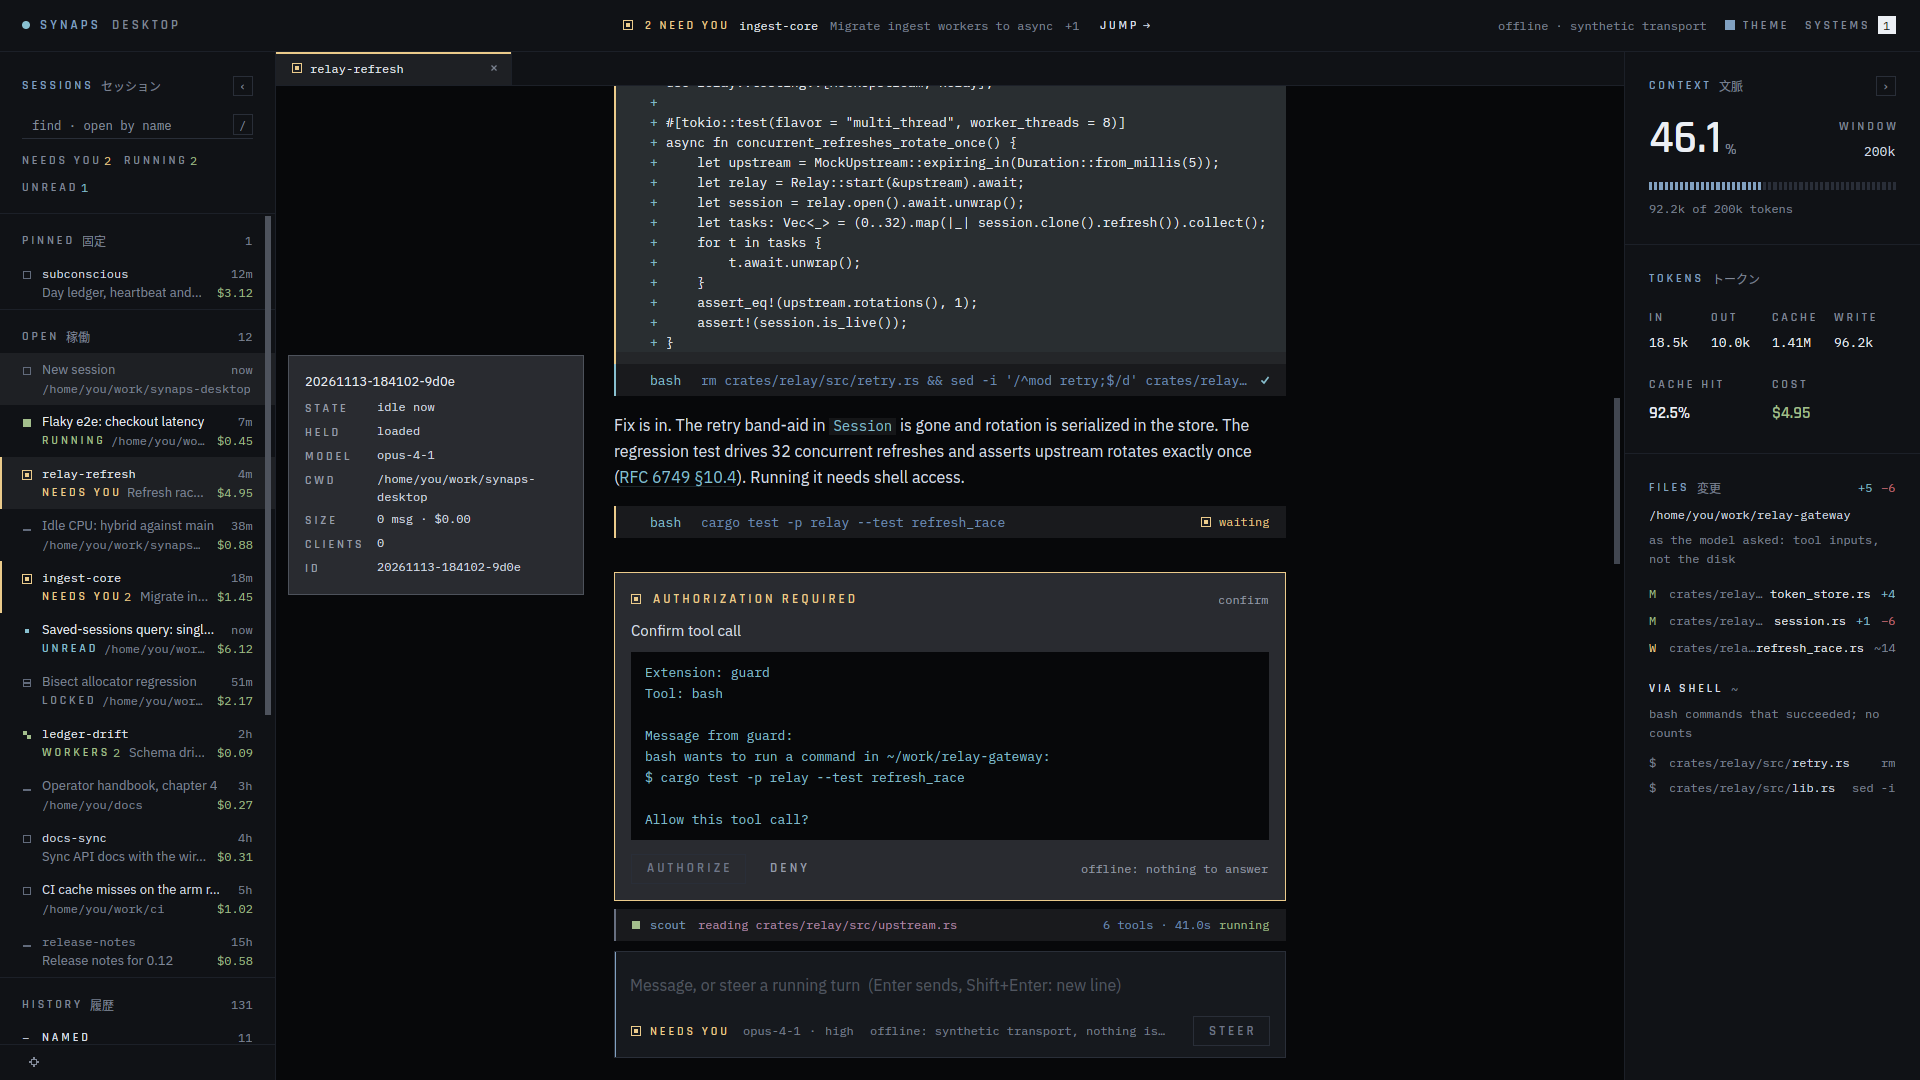 SYNAPS DESKTOP
2 NEED YOU ingest-core Migrate ingest workers to async +1 JUMP →
offline · synthetic transport THEME SYSTEMS 1
SESSIONS セッション ‹
find · open by name /
NEEDS YOU 2 RUNNING 2
UNREAD 1
PINNED 固定 1
subconscious 12m
Day ledger, heartbeat and... $3.12
OPEN 稼働 12
New session now
/home/you/work/synaps-desktop
Flaky e2e: checkout latency 7m
RUNNING /home/you/wo… $0.45
relay-refresh 4m
NEEDS YOU Refresh rac... $4.95
Idle CPU: hybrid against main 38m
/home/you/work/synaps… $0.88
ingest-core 18m
NEEDS YOU 2 Migrate in... $1.45
Saved-sessions query: singl... now
UNREAD /home/you/wor… $6.12
Bisect allocator regression 51m
LOCKED /home/you/wor… $2.17
ledger-drift 2h
WORKERS 2 Schema dri... $0.09
Operator handbook, chapter 4 3h
/home/you/docs $0.27
docs-sync 4h
Sync API docs with the wir... $0.31
CI cache misses on the arm r... 5h
/home/you/work/ci $1.02
release-notes 15h
Release notes for 0.12 $0.58
HISTORY 履歴 131
– NAMED 11
relay-refresh ×
+
+ #[tokio::test(flavor = "multi_thread", worker_threads = 8)]
+ async fn concurrent_refreshes_rotate_once() {
+ let upstream = MockUpstream::expiring_in(Duration::from_millis(5));
+ let relay = Relay::start(&upstream).await;
+ let session = relay.open().await.unwrap();
+ let tasks: Vec<_> = (0..32).map(|_| session.clone().refresh()).collect();
+ for t in tasks {
+ t.await.unwrap();
+ }
+ assert_eq!(upstream.rotations(), 1);
+ assert!(session.is_live());
+ }
bash rm crates/relay/src/retry.rs && sed -i '/^mod retry;$/d' crates/relay… ✓
Fix is in. The retry band-aid in Session is gone and rotation is serialized in the store. The
regression test drives 32 concurrent refreshes and asserts upstream rotates exactly once
(RFC 6749 §10.4). Running it needs shell access.
bash cargo test -p relay --test refresh_race waiting
AUTHORIZATION REQUIRED confirm
Confirm tool call
Extension: guard
Tool: bash
Message from guard:
bash wants to run a command in ~/work/relay-gateway:
$ cargo test -p relay --test refresh_race
Allow this tool call?
AUTHORIZE DENY offline: nothing to answer
scout reading crates/relay/src/upstream.rs 6 tools · 41.0s running
Message, or steer a running turn (Enter sends, Shift+Enter: new line)
NEEDS YOU opus-4-1 · high offline: synthetic transport, nothing is… STEER
20261113-184102-9d0e
STATE idle now
HELD loaded
MODEL opus-4-1
CWD /home/you/work/synaps-
desktop
SIZE 0 msg · $0.00
CLIENTS 0
ID 20261113-184102-9d0e
CONTEXT 文脈 ›
46.1% WINDOW
200k
92.2k of 200k tokens
TOKENS トークン
IN OUT CACHE WRITE
18.5k 10.0k 1.41M 96.2k
CACHE HIT COST
92.5% $4.95
FILES 変更 +5 −6
/home/you/work/relay-gateway
as the model asked: tool inputs,
not the disk
M crates/relay… token_store.rs +4
M crates/relay… session.rs +1 −6
W crates/rela…refresh_race.rs ~14
VIA SHELL ~
bash commands that succeeded; no
counts
$ crates/relay/src/retry.rs rm
$ crates/relay/src/lib.rs sed -i